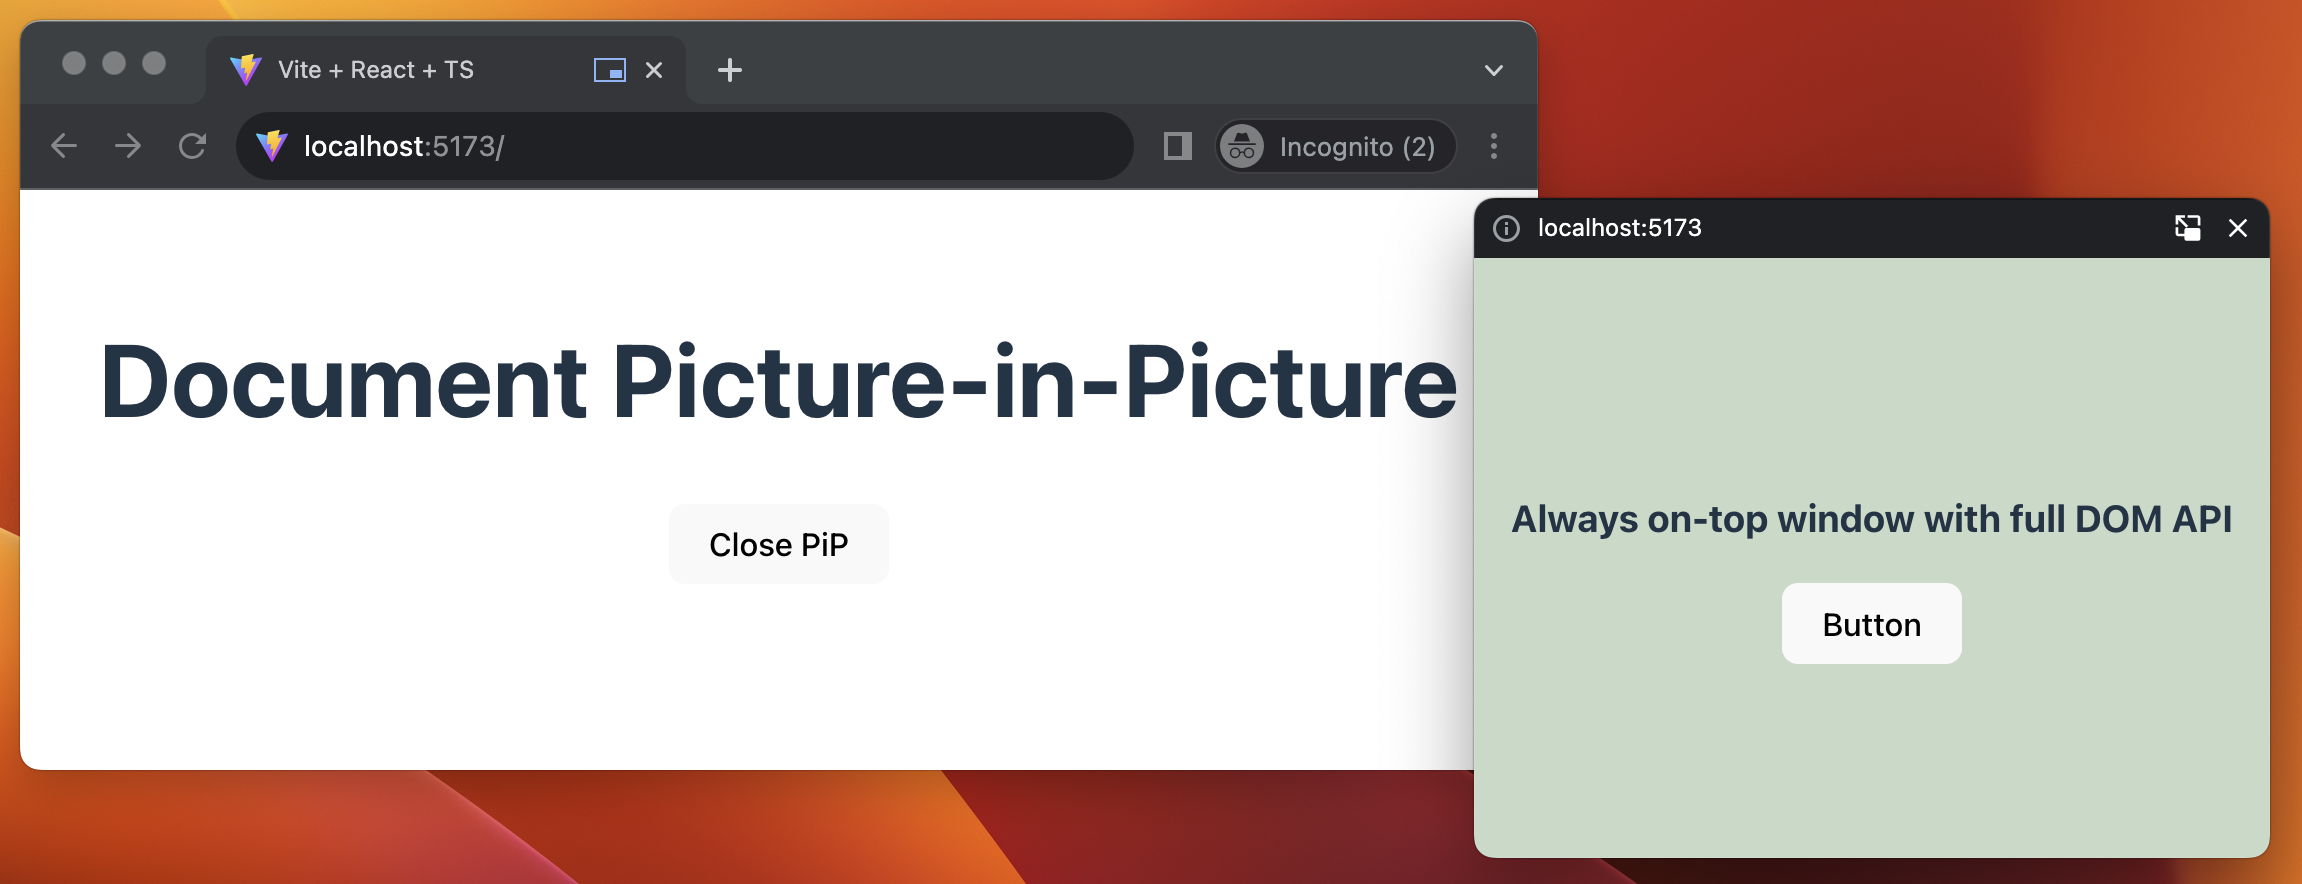 Vite + React + TS
localhost:5173/
Incognito (2)
Document Picture-in-Picture
Close PiP
localhost:5173
Always on-top window with full DOM API
Button